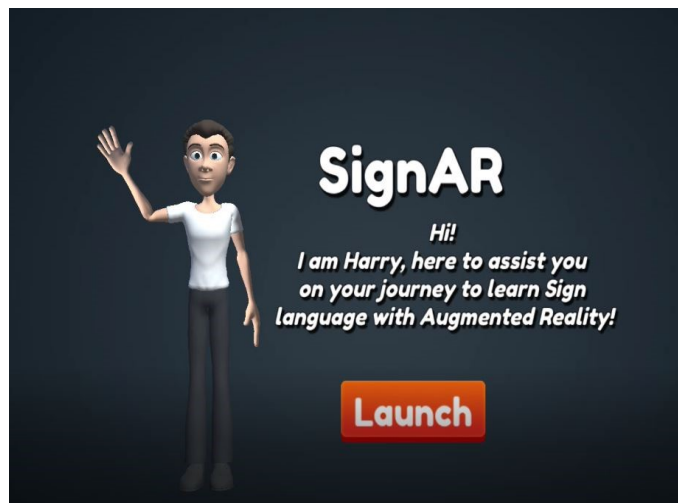 SignAR
Hi!
I am Harry, here to assist you
on your journey to learn Sign
language with Augmented Reality!
Launch